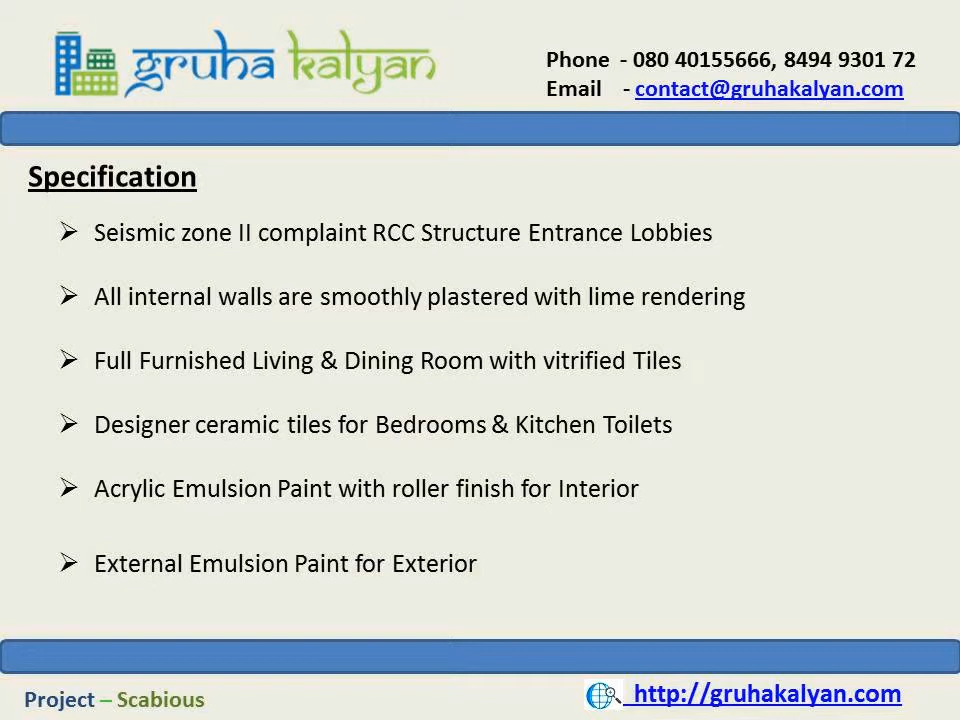 gruha kalyan
Phone - 080 40155666, 8494 9301 72
Email - contact@gruhakalyan.com
Specification
Seismic zone II complaint RCC Structure Entrance Lobbies
All internal walls are smoothly plastered with lime rendering
Full Furnished Living & Dining Room with vitrified Tiles
Designer ceramic tiles for Bedrooms & Kitchen Toilets
Acrylic Emulsion Paint with roller finish for Interior
External Emulsion Paint for Exterior
Project – Scabious
http://gruhakalyan.com